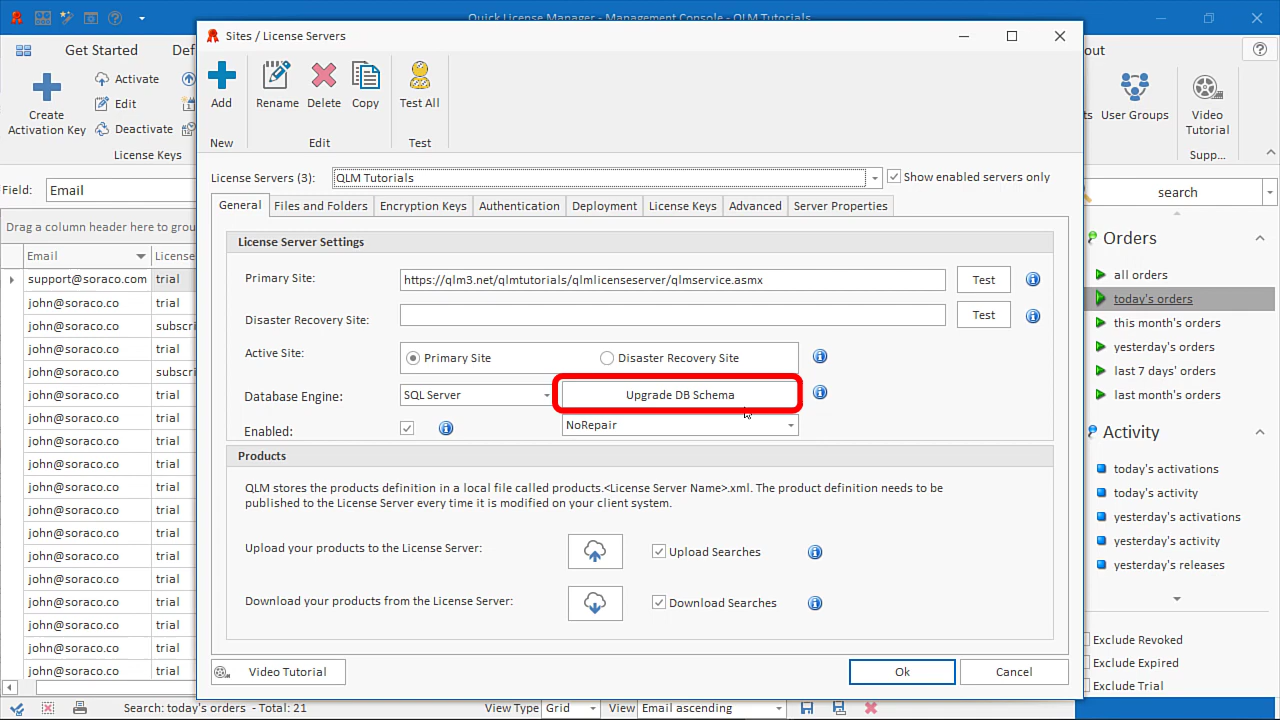 Quick License Manager - Management Console - QLM Tutorials
Sites / License Servers
Get Started
Def
out
Add
Rename
Delete
Copy
Test All
New
Edit
Test
Create
Activation Key
Activate
Edit
Deactivate
License Keys
ts
User Groups
Video
Tutorial
Supp...
Field:
Email
search
License Servers (3):
QLM Tutorials
Show enabled servers only
General
Files and Folders
Encryption Keys
Authentication
Deployment
License Keys
Advanced
Server Properties
Drag a column header here to grou
Email
License
support@soraco.com
trial
john@soraco.co
trial
john@soraco.co
subscri
john@soraco.co
trial
john@soraco.co
subscri
john@soraco.co
trial
john@soraco.co
trial
john@soraco.co
trial
john@soraco.co
trial
john@soraco.co
trial
john@soraco.co
trial
john@soraco.co
trial
john@soraco.co
trial
john@soraco.co
trial
john@soraco.co
trial
john@soraco.co
trial
john@soraco.co
trial
john@soraco.co
trial
License Server Settings
Primary Site:
https://qlm3.net/qlmtutorials/qlmlicenseserver/qlmservice.asmx
Test
Disaster Recovery Site:
Test
Active Site:
Primary Site
Disaster Recovery Site
Database Engine:
SQL Server
Upgrade DB Schema
Enabled:
NoRepair
Products
QLM stores the products definition in a local file called products.<License Server Name>.xml. The product definition needs to be
published to the License Server every time it is modified on your client system.
Upload your products to the License Server:
Upload Searches
Download your products from the License Server:
Download Searches
Video Tutorial
Ok
Cancel
Orders
all orders
today's orders
this month's orders
yesterday's orders
last 7 days' orders
last month's orders
Activity
today's activations
today's activity
yesterday's activations
yesterday's activity
yesterday's releases
Exclude Revoked
Exclude Expired
Exclude Trial
Search: today's orders - Total: 21
View Type
Grid
View
Email ascending